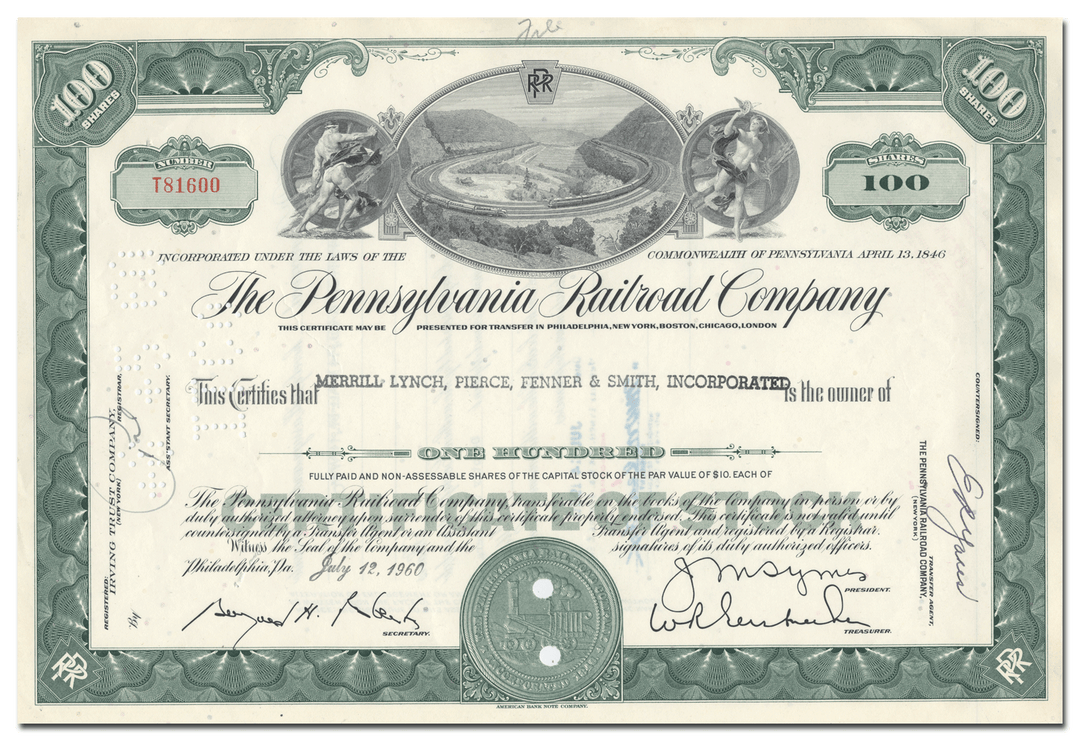 File
100 SHARES
100 SHARES
PRR
NUMBER
T81600
SHARES
100
INCORPORATED UNDER THE LAWS OF THE COMMONWEALTH OF PENNSYLVANIA APRIL 13, 1846
The Pennsylvania Railroad Company
THIS CERTIFICATE MAY BE PRESENTED FOR TRANSFER IN PHILADELPHIA, NEW YORK, BOSTON, CHICAGO, LONDON
This Certifies that MERRILL LYNCH, PIERCE, FENNER & SMITH, INCORPORATED is the owner of
ONE HUNDRED
FULLY PAID AND NON-ASSESSABLE SHARES OF THE CAPITAL STOCK OF THE PAR VALUE OF $10. EACH OF
The Pennsylvania Railroad Company, transferable on the books of the Company in person or by
duly authorized attorney upon surrender of this certificate properly endorsed. This certificate is not valid until
countersigned by a Transfer Agent or an Assistant Transfer Agent and registered by a Registrar.
Witness the Seal of the Company and the signatures of its duly authorized officers.
Philadelphia, Pa. July 12, 1960
J M Symes
PRESIDENT.
SECRETARY.
TREASURER.
REGISTERED:
IRVING TRUST COMPANY,
(NEW YORK) REGISTRAR,
By
ASS'STANT SECRETARY.
COUNTERSIGNED:
THE PENNSYLVANIA RAILROAD COMPANY,
(NEW YORK)
TRANSFER AGENT,
PRR
PRR
AMERICAN BANK NOTE COMPANY.